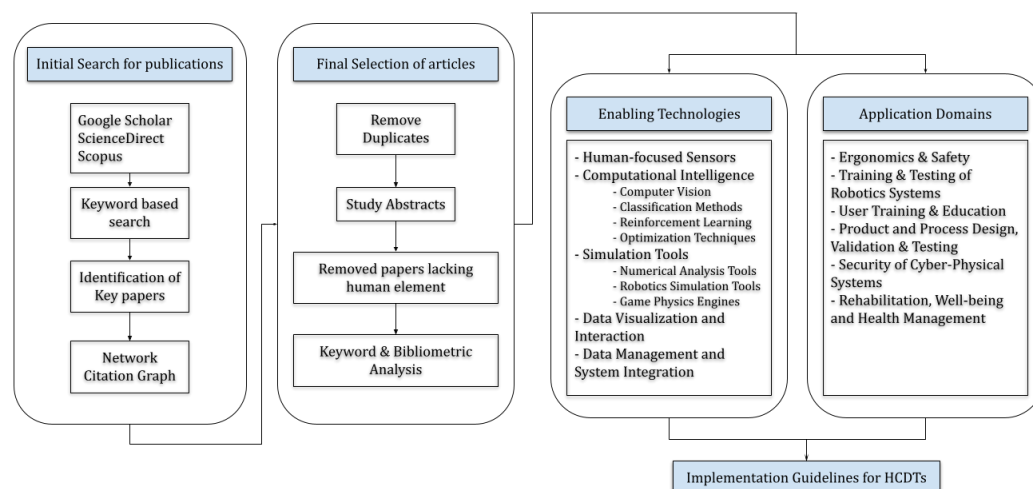 Initial Search for publications
Google Scholar
ScienceDirect
Scopus
Keyword based
search
Identification of
Key papers
Network
Citation Graph
Final Selection of articles
Remove
Duplicates
Study Abstracts
Removed papers lacking
human element
Keyword & Bibliometric
Analysis
Enabling Technologies
- Human-focused Sensors
- Computational Intelligence
- Computer Vision
- Classification Methods
- Reinforcement Learning
- Optimization Techniques
- Simulation Tools
- Numerical Analysis Tools
- Robotics Simulation Tools
- Game Physics Engines
- Data Visualization and
Interaction
- Data Management and
System Integration
Application Domains
- Ergonomics & Safety
- Training & Testing of
Robotics Systems
- User Training & Education
- Product and Process Design,
Validation & Testing
- Security of Cyber-Physical
Systems
- Rehabilitation, Well-being
and Health Management
Implementation Guidelines for HCDTs